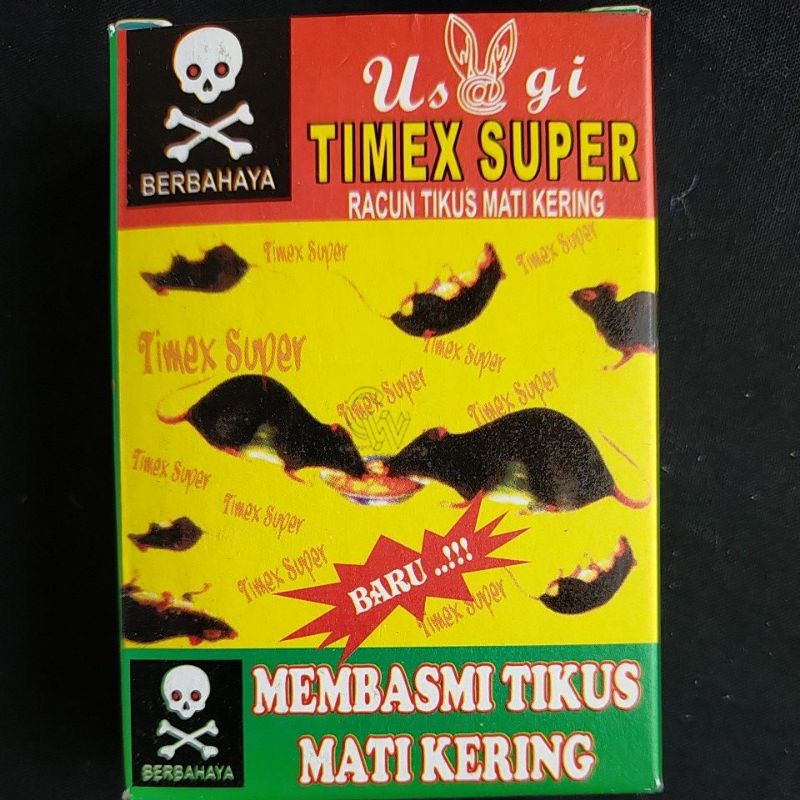 BERBAHAYA
Us@gi
TIMEX SUPER
RACUN TIKUS MATI KERING
Timex Super
Timex Super
Timex Super
Timex Super
Timex Super
Timex Super
Timex Super
Timex Super
Timex Super
Timex Super
BARU ..!!!
BERBAHAYA
MEMBASMI TIKUS
MATI KERING